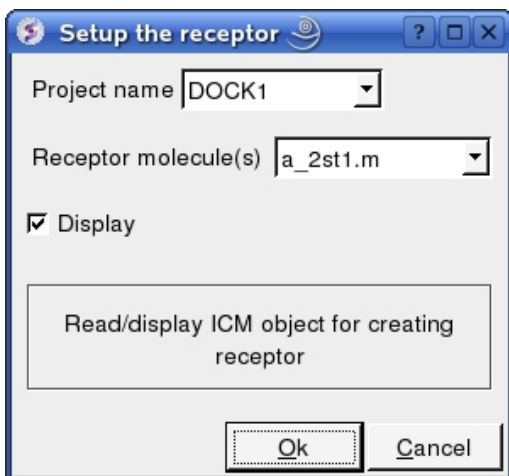 Setup the receptor ?
Project name DOCK1
Receptor molecule(s) a_2st1.m
Display
Read/display ICM object for creating
receptor
Ok Cancel